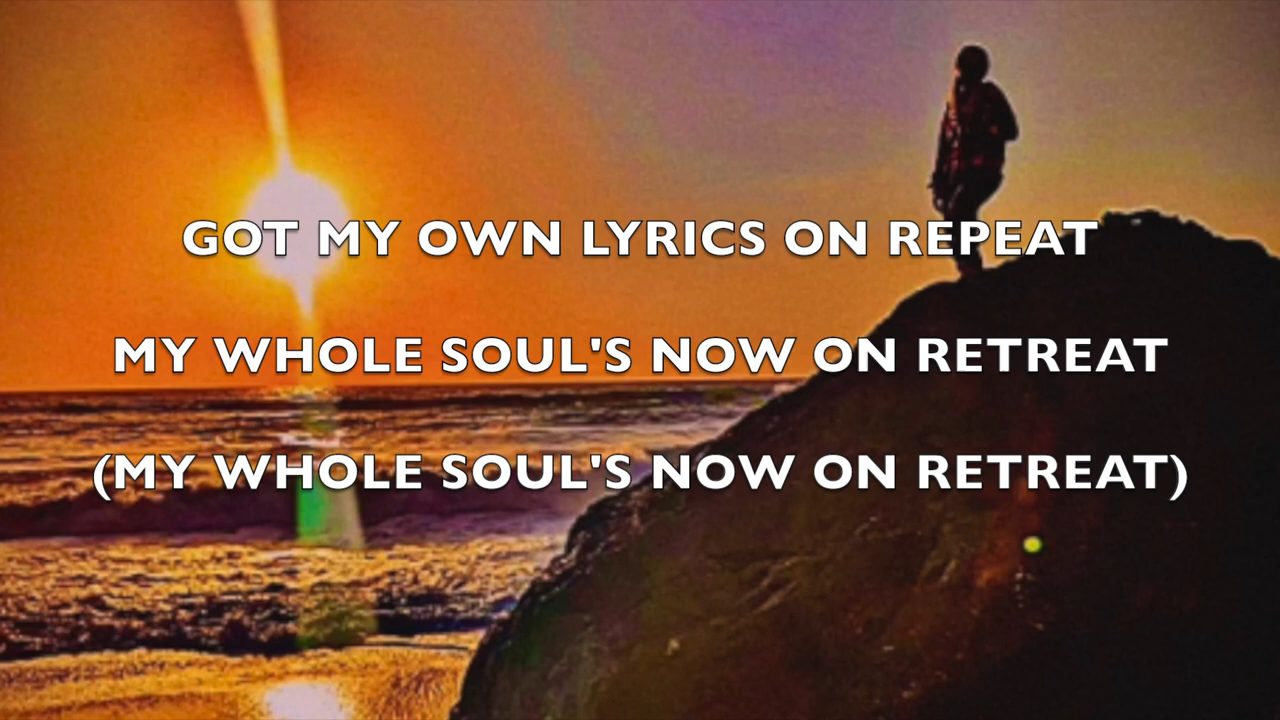 GOT MY OWN LYRICS ON REPEAT
MY WHOLE SOUL'S NOW ON RETREAT
(MY WHOLE SOUL'S NOW ON RETREAT)